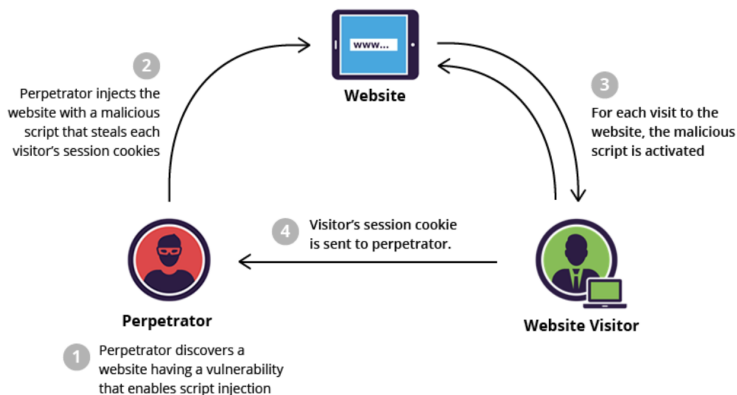 www...
Website
2
Perpetrator injects the
website with a malicious
script that steals each
visitor's session cookies
3
For each visit to the
website, the malicious
script is activated
4
Visitor's session cookie
is sent to perpetrator.
Perpetrator
Website Visitor
1
Perpetrator discovers a
website having a vulnerability
that enables script injection